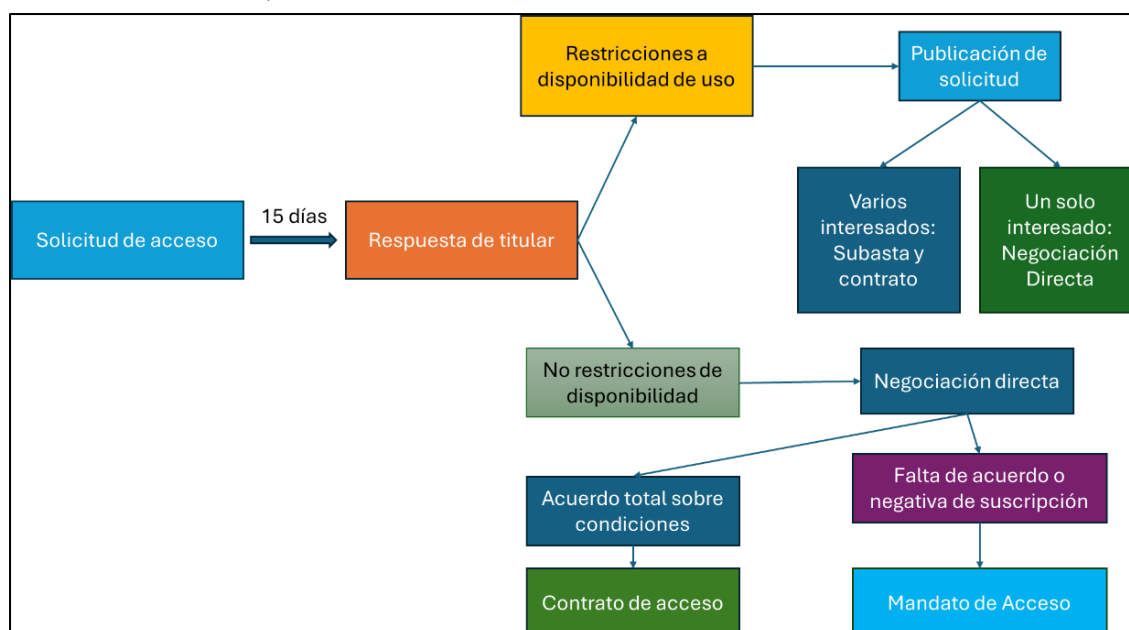 Restricciones a
disponibilidad de uso
Publicación de
solicitud
Varios
interesados:
Subasta y
contrato
Un solo
interesado:
Negociación
Directa
15 días
Solicitud de acceso
Respuesta de titular
No restricciones de
disponibilidad
Negociación directa
Acuerdo total sobre
condiciones
Falta de acuerdo o
negativa de suscripción
Contrato de acceso
Mandato de Acceso